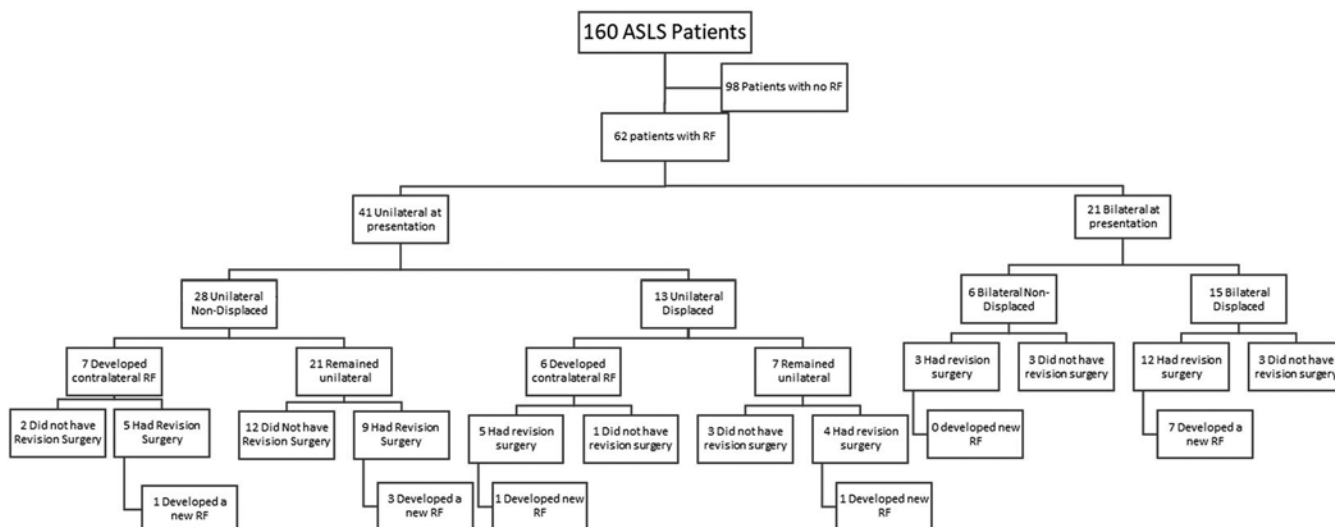 160 ASLS Patients
98 Patients with no RF
62 patients with RF
41 Unilateral at
presentation
21 Bilateral at
presentation
28 Unilateral
Non-Displaced
13 Unilateral
Displaced
6 Bilateral Non-
Displaced
15 Bilateral
Displaced
7 Developed
contralateral RF
21 Remained
unilateral
6 Developed
contralateral RF
7 Remained
unilateral
3 Had revision
surgery
3 Did not have
revision surgery
12 Had revision
surgery
3 Did not have
revision surgery
2 Did not have
Revision Surgery
5 Had Revision
Surgery
12 Did Not have
Revision Surgery
9 Had Revision
Surgery
5 Had revision
surgery
1 Did not have
revision surgery
3 Did not have
revision surgery
4 Had revision
surgery
0 developed new
RF
7 Developed a
new RF
1 Developed a
new RF
3 Developed a
new RF
1 Developed new
RF
1 Developed new
RF